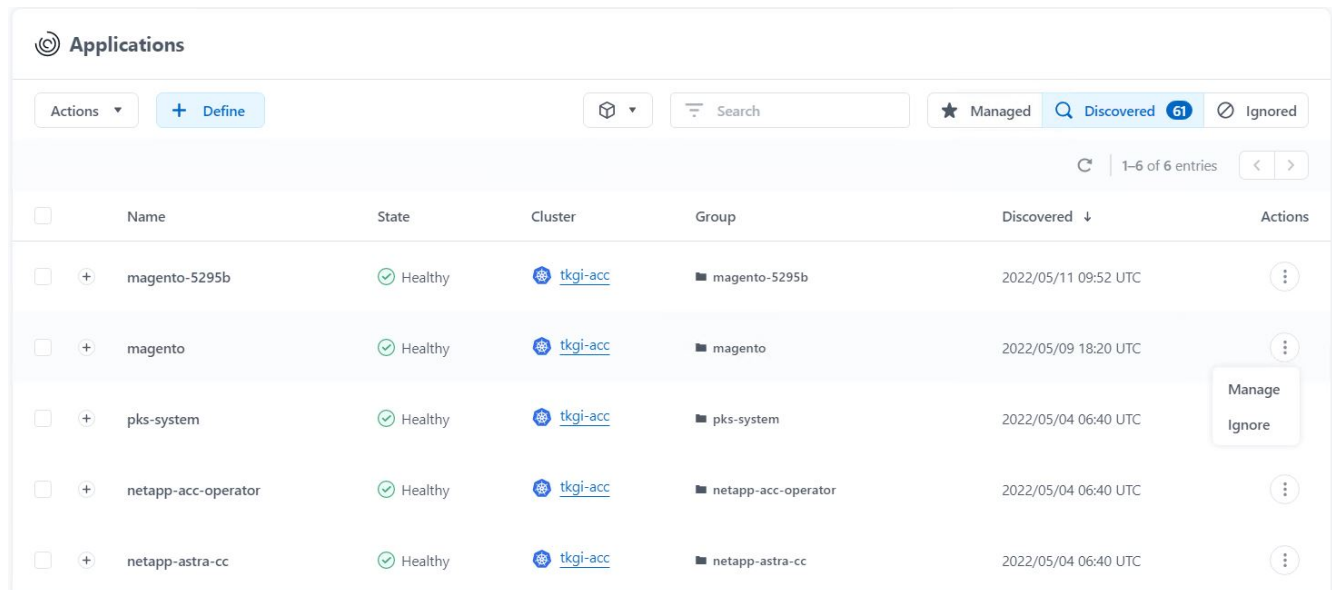 Applications
Actions Define Search Managed Discovered 61 Ignored
1–6 of 6 entries
Name State Cluster Group Discovered Actions
magento-5295b Healthy tkgi-acc magento-5295b 2022/05/11 09:52 UTC
magento Healthy tkgi-acc magento 2022/05/09 18:20 UTC
Manage
pks-system Healthy tkgi-acc pks-system 2022/05/04 06:40 UTC
Ignore
netapp-acc-operator Healthy tkgi-acc netapp-acc-operator 2022/05/04 06:40 UTC
netapp-astra-cc Healthy tkgi-acc netapp-astra-cc 2022/05/04 06:40 UTC